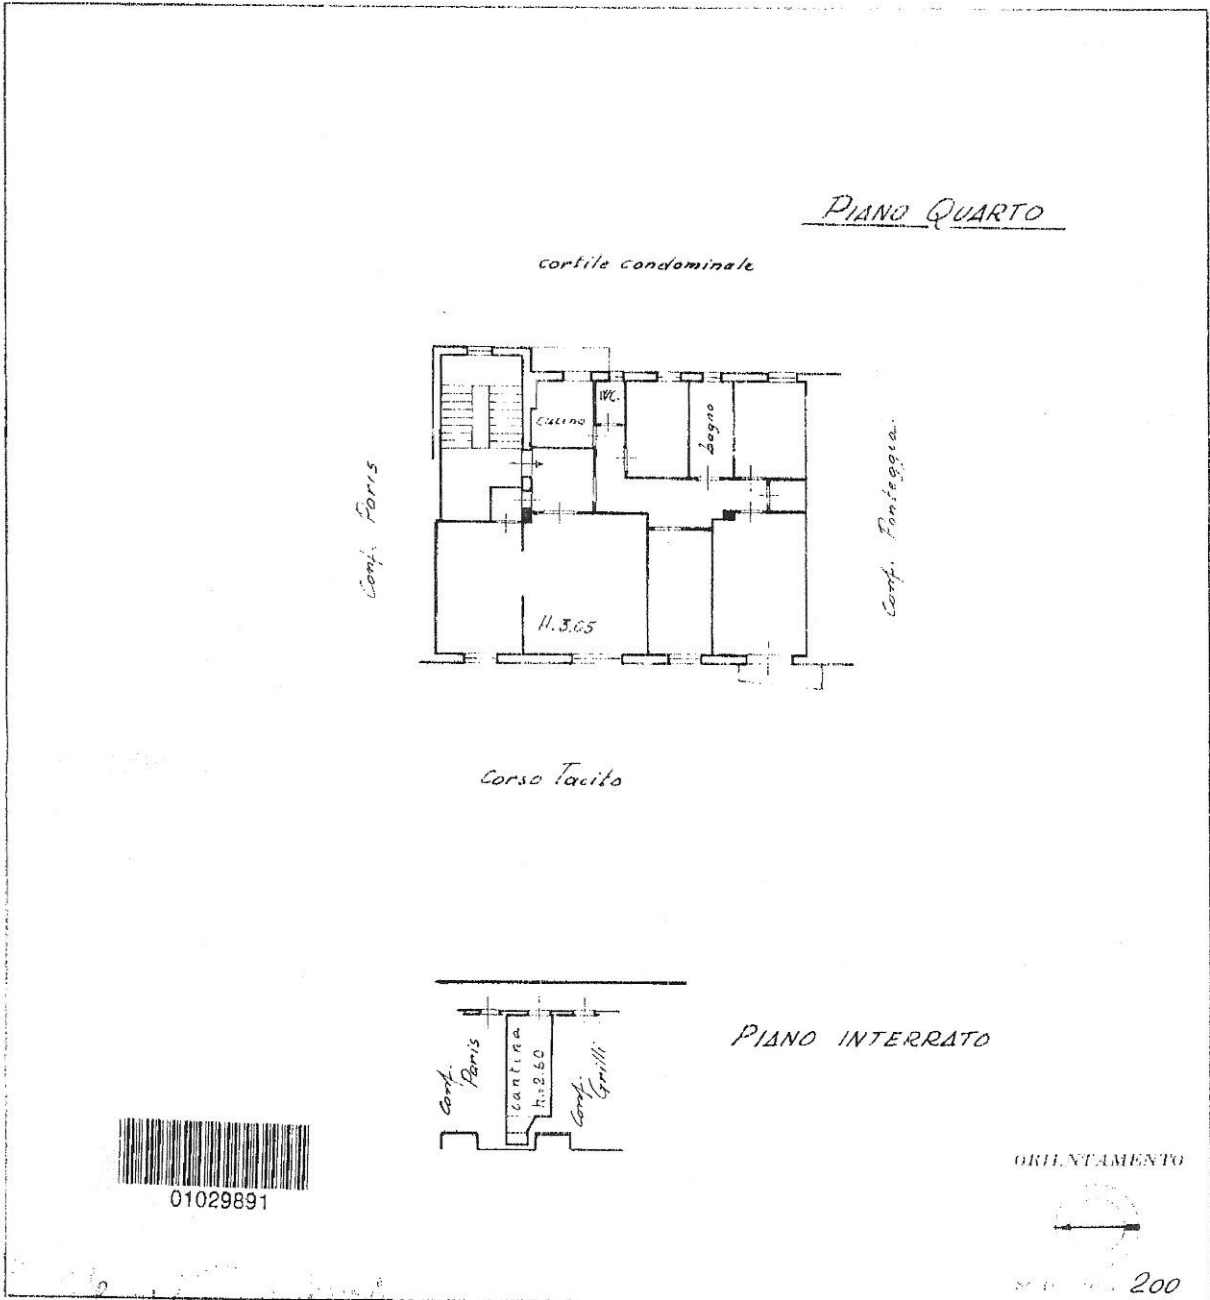 PIANO QUARTO
cortile condominale
cucina
WC.
bagno
Conf. Paris
Conf. Ponteggia
H. 3.05
Corso Tacito
PIANO INTERRATO
Conf. Paris
cantina
h.=2.60
Conf. Grilli
ORIENTAMENTO
01029891
200